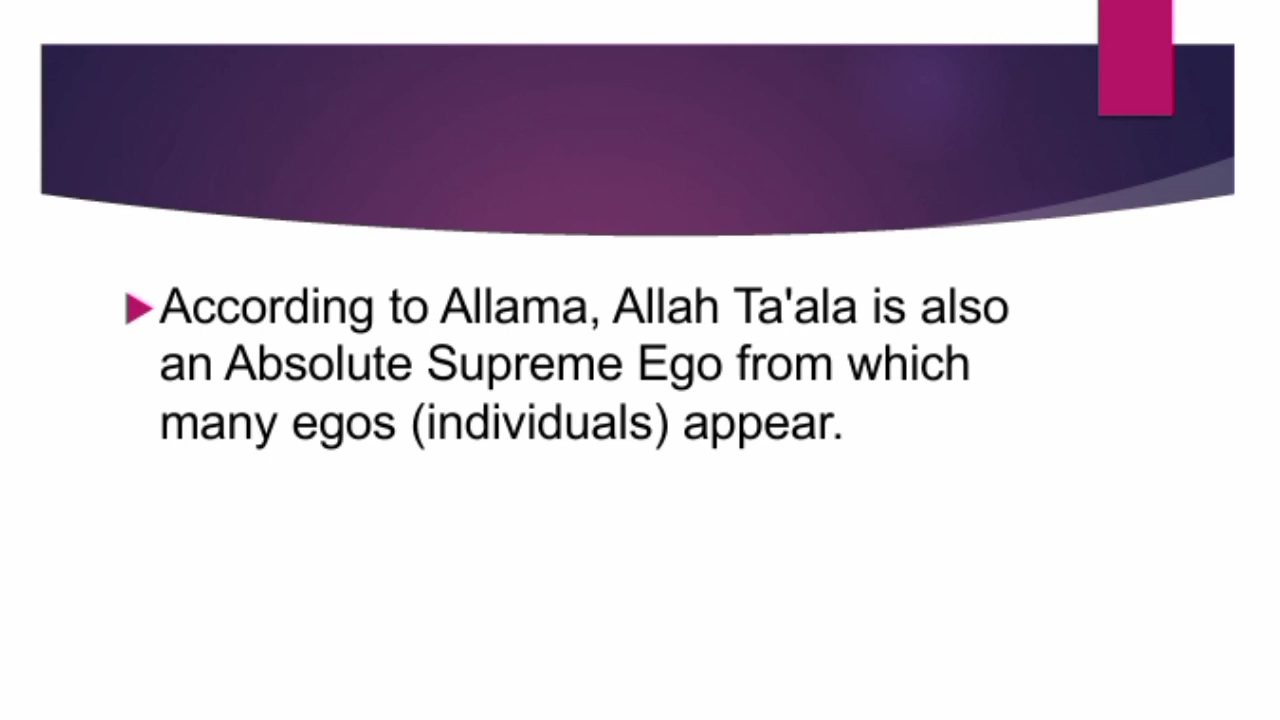 According to Allama, Allah Ta'ala is also
an Absolute Supreme Ego from which
many egos (individuals) appear.